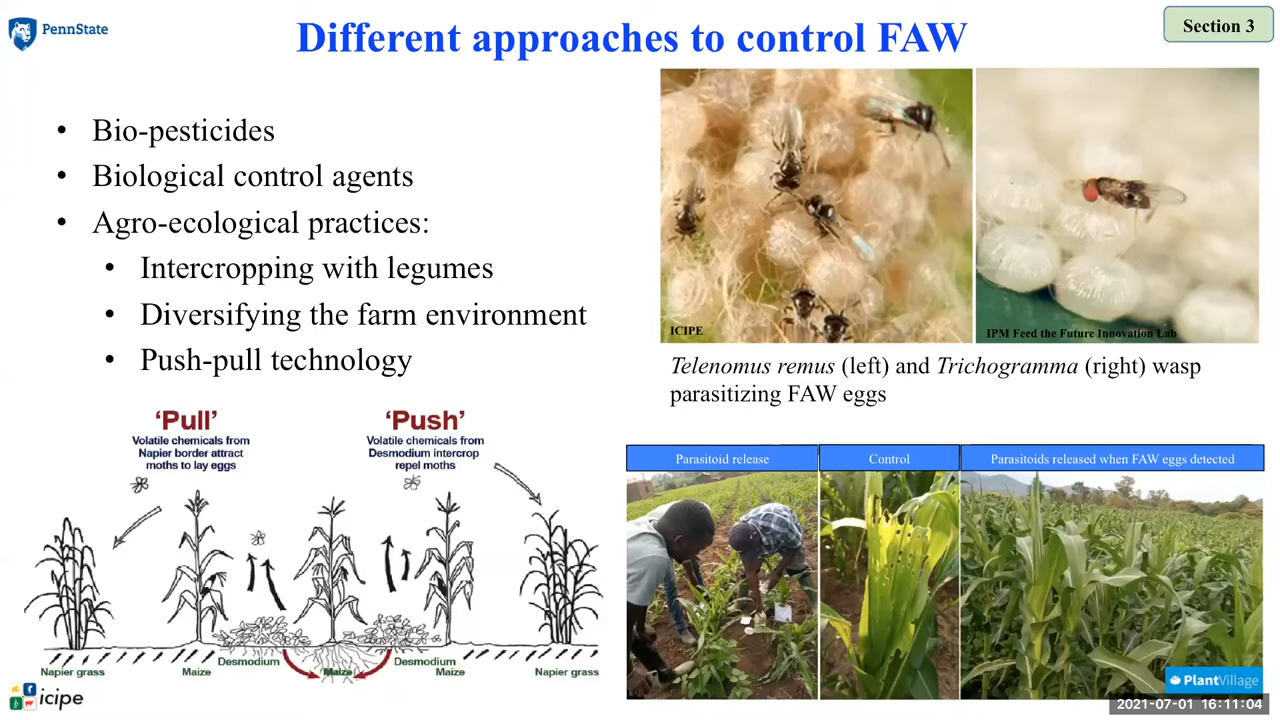 PennState
Different approaches to control FAW
Section 3
• Bio-pesticides
• Biological control agents
• Agro-ecological practices:
• Intercropping with legumes
• Diversifying the farm environment
• Push-pull technology
ICIPE
IPM Feed the Future Innovation Lab
Telenomus remus (left) and Trichogramma (right) wasp
parasitizing FAW eggs
'Pull'
Volatile chemicals from
Napier border attract
moths to lay eggs
'Push'
Volatile chemicals from
Desmodium intercrop
repel moths
Napier grass
Maize
Desmodium
Maize
Desmodium
Maize
Napier grass
icipe
Parasitoid release
Control
Parasitoids released when FAW eggs detected
PlantVillage
2021-07-01 16:11:04